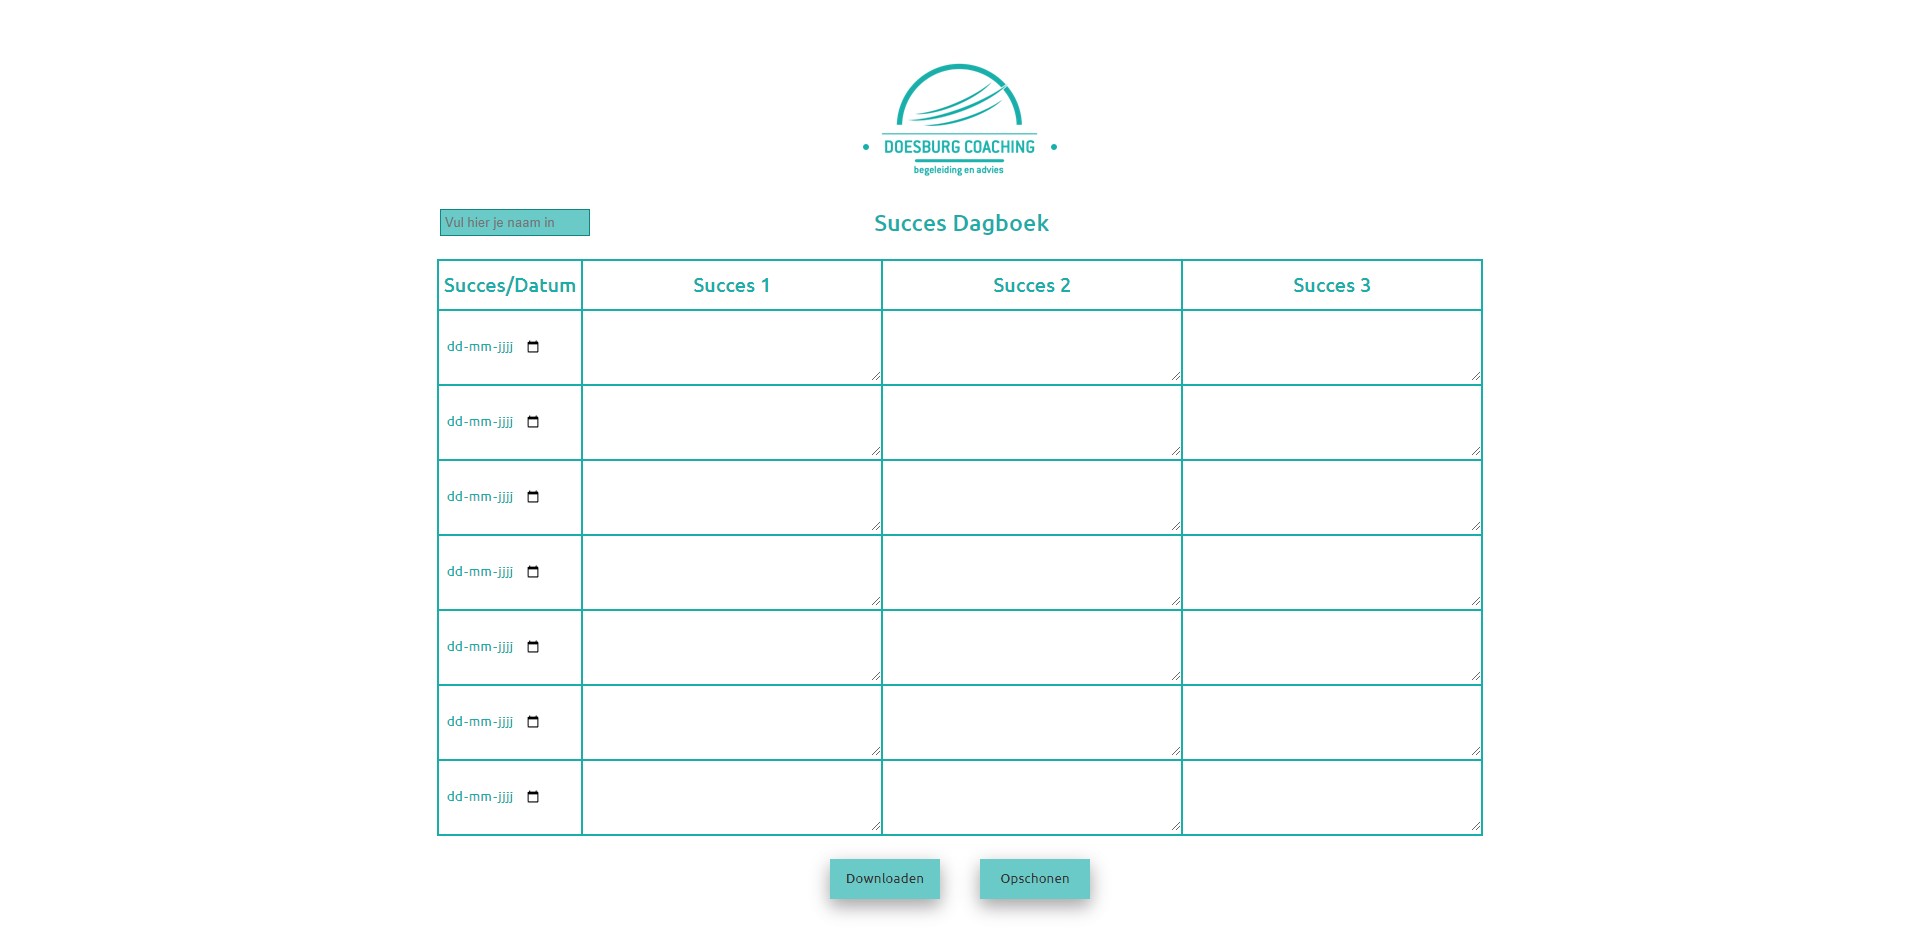 DOESBURG COACHING
begeleiding en advies
Vul hier je naam in
Succes Dagboek
Succes/Datum Succes 1 Succes 2 Succes 3
dd-mm-jjjj
dd-mm-jjjj
dd-mm-jjjj
dd-mm-jjjj
dd-mm-jjjj
dd-mm-jjjj
dd-mm-jjjj
Downloaden Opschonen